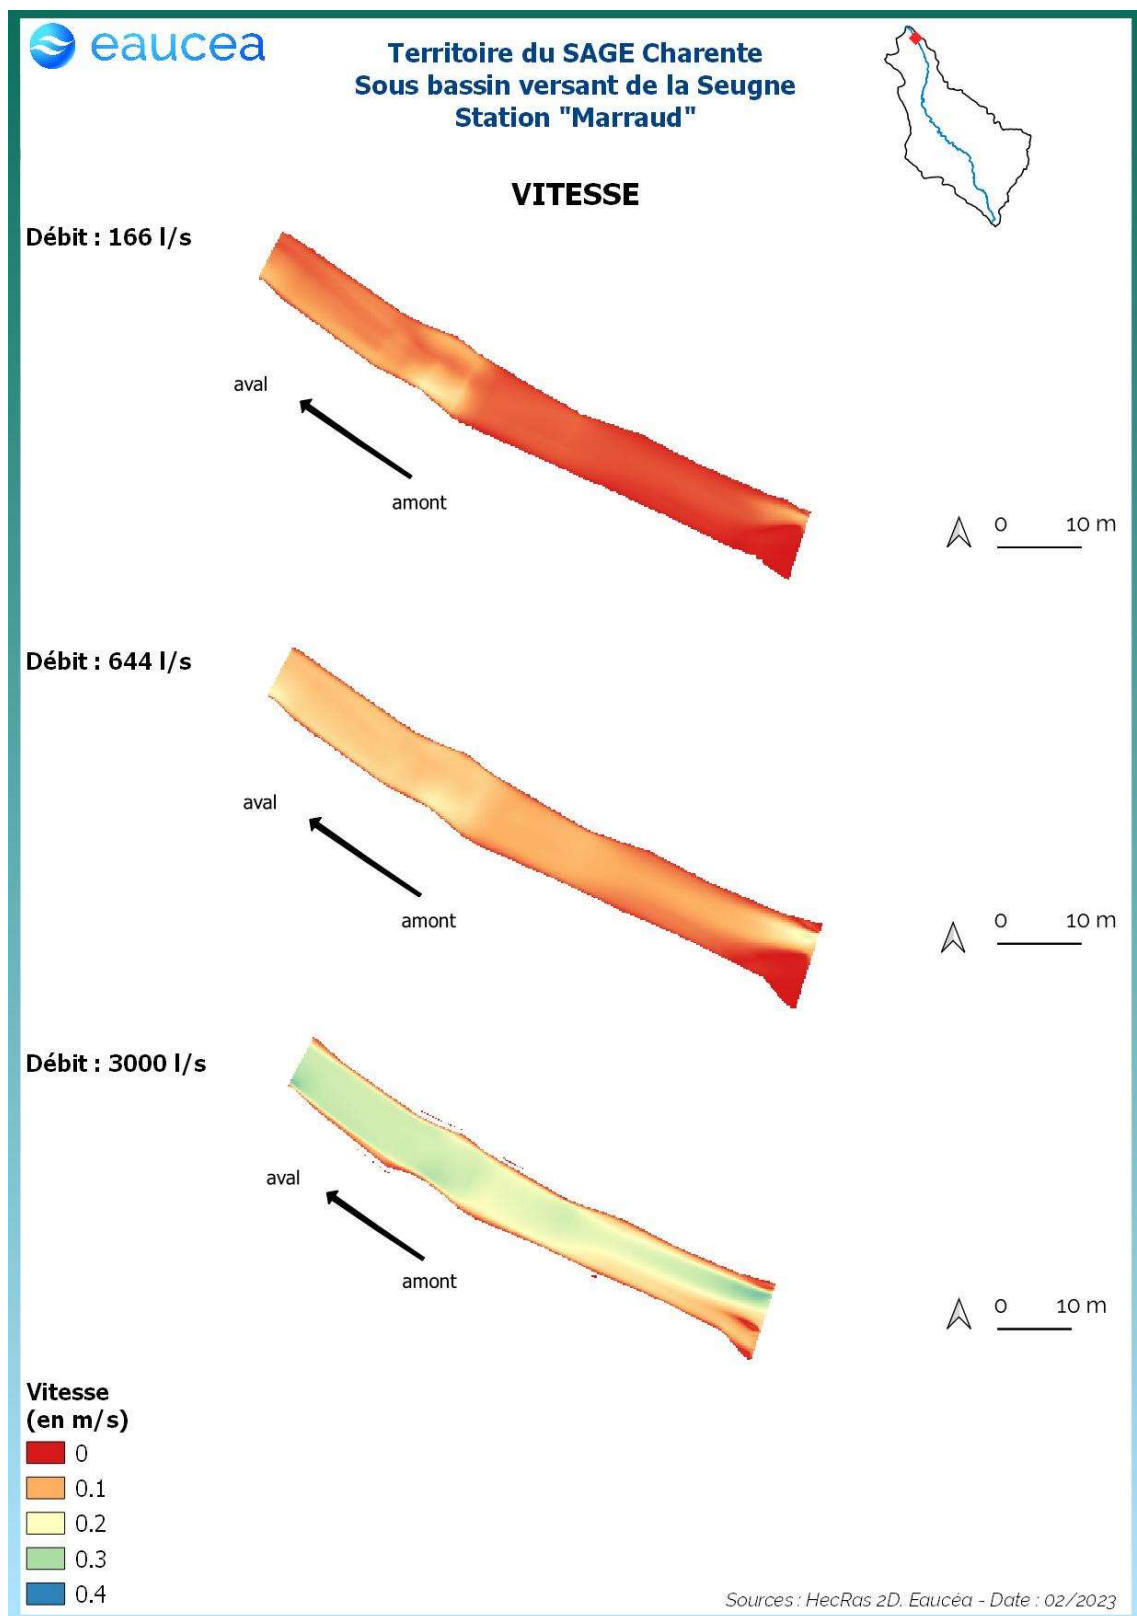 eaucea
Territoire du SAGE Charente
Sous bassin versant de la Seugne
Station "Marraud"
VITESSE
Débit : 166 l/s
aval
amont
0 10 m
Débit : 644 l/s
aval
amont
0 10 m
Débit : 3000 l/s
aval
amont
0 10 m
Vitesse
(en m/s)
0
0.1
0.2
0.3
0.4
Sources : HecRas 2D. Eaucéa - Date : 02/2023